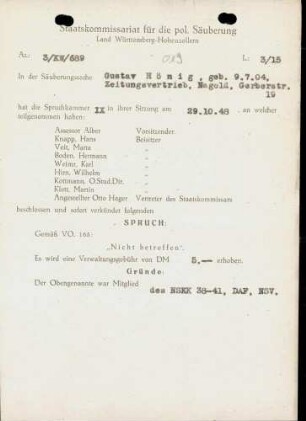 Staatskommissariat für die pol. Säuberung
Land Württemberg-Hohenzollern
Az.: 3/XV/689
L: 3/15
In der Säuberungssache Gustav H ö n i g , geb. 9.7.04,
Zeitungsvertrieb, Nagold, Gerberstr.
19
hat die Spruchkammer IX in ihrer Sitzung am 29.10.48, an welcher
teilgenommen haben:
Assessor Alber Vorsitzender
Knapp, Hans Beisitzer
Veit, Maria "
Boden, Hermann "
Weintz, Karl "
Hirn, Wilhelm "
Kottmann, O.Stud.Dir. "
Klett, Martin "
Angestellter Otto Hager Vertreter des Staatskommissars
beschlossen und sofort verkündet folgenden
SPRUCH:
Gemäß VO. 165:
„Nicht betroffen".
Es wird eine Verwaltungsgebühr von DM 5.— erhoben.
Gründe:
Der Obengenannte war Mitglied
des NSKK 38-41, DAF, NSV.